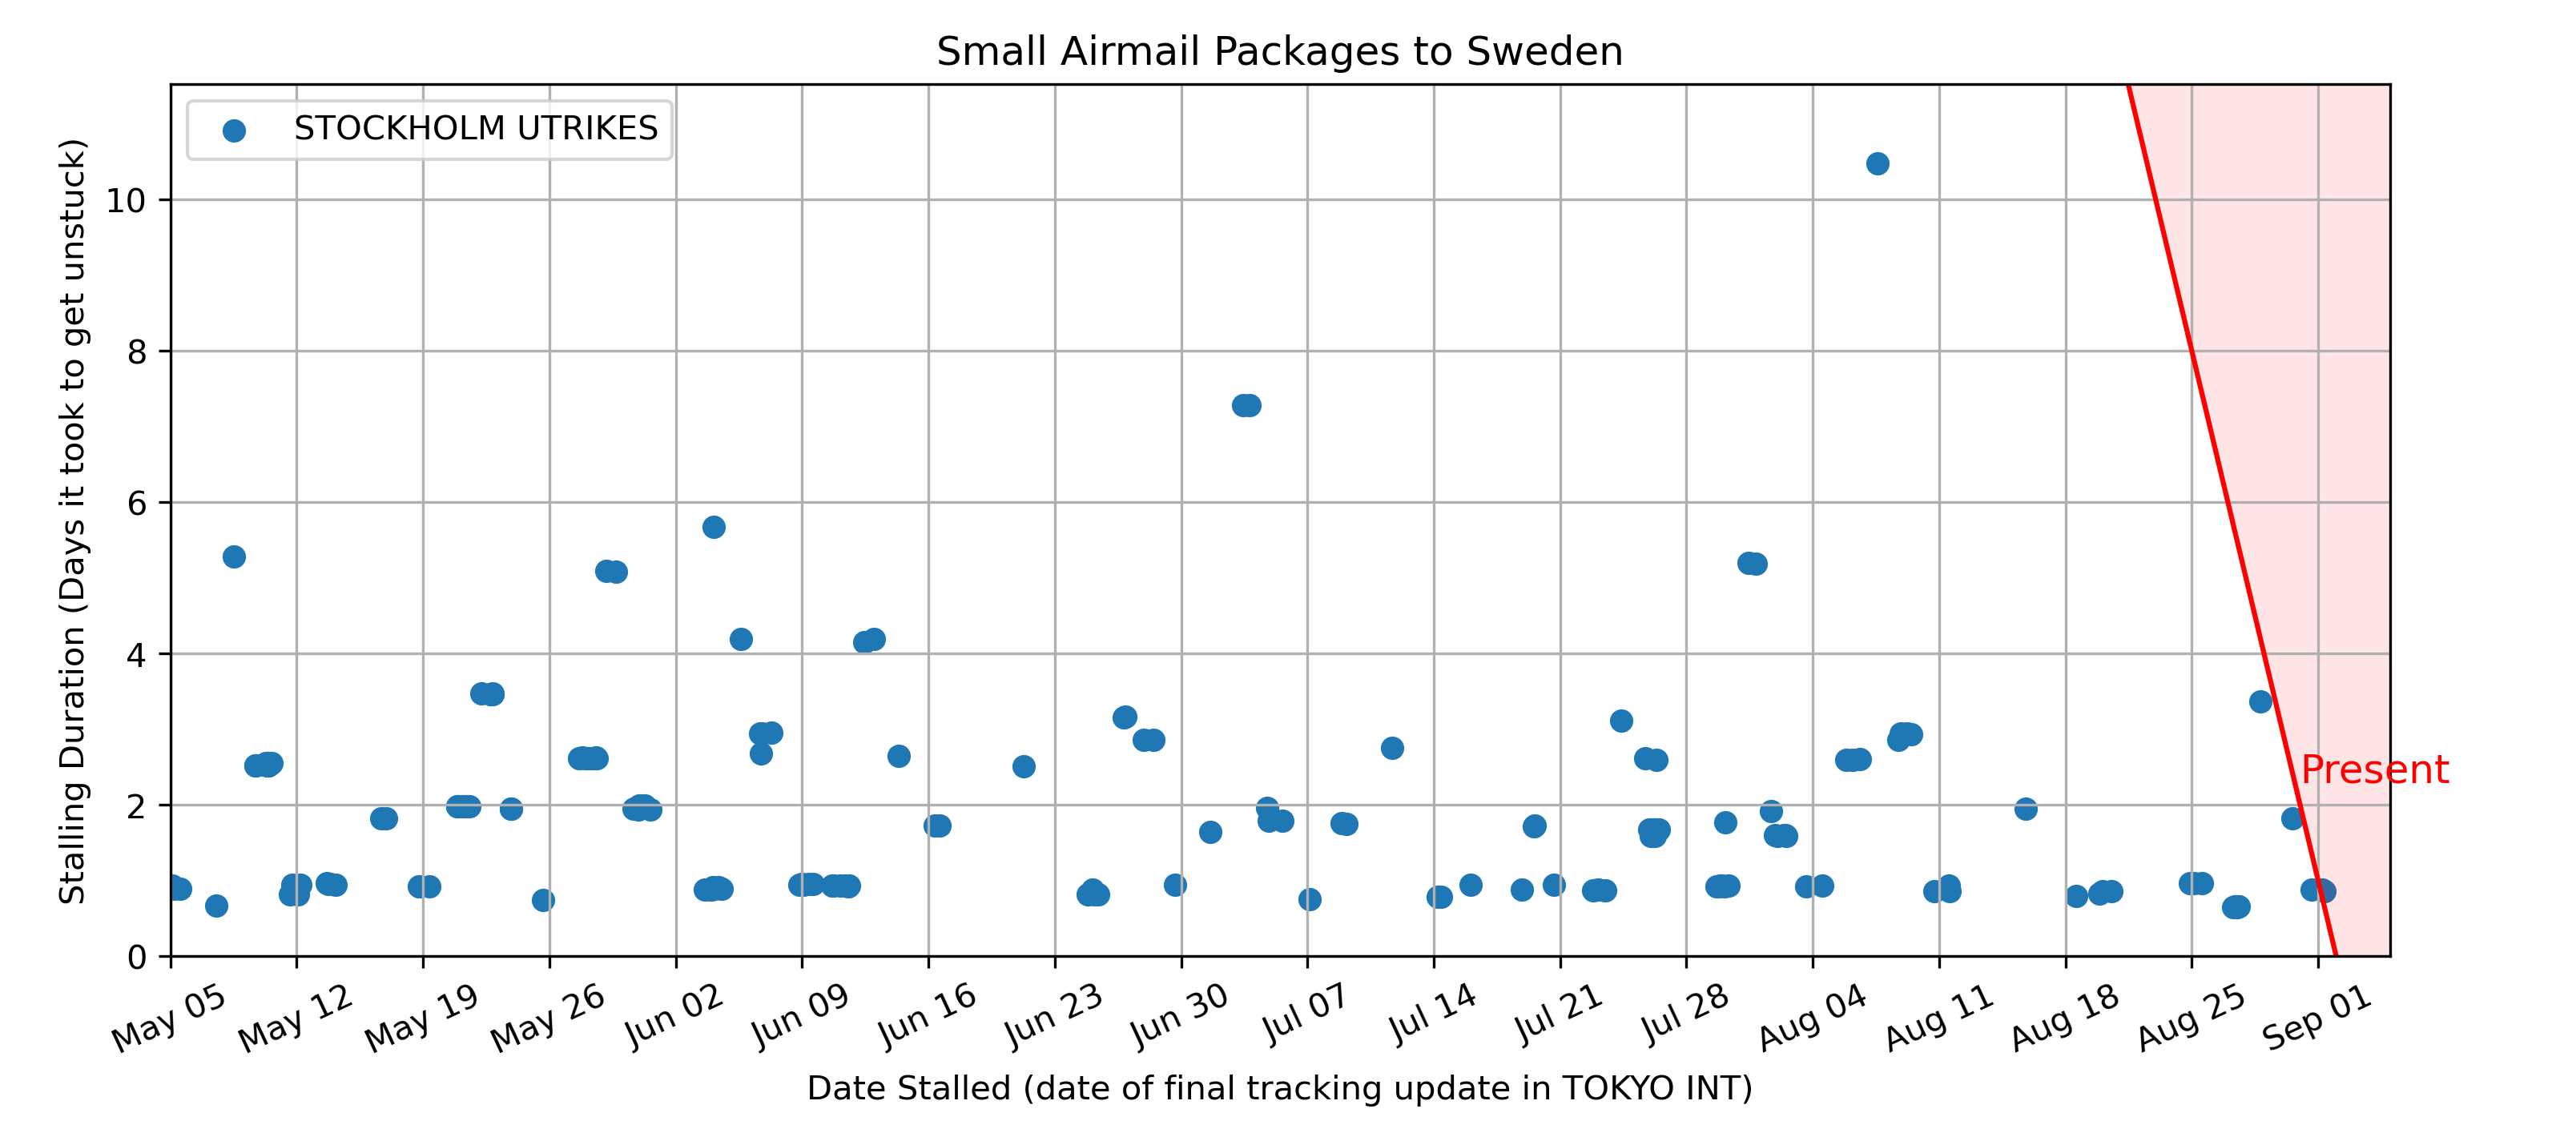 Small Airmail Packages to Sweden
STOCKHOLM UTRIKES
Stalling Duration (Days it took to get unstuck)
10
8
6
4
2
0
Present
May 05
May 12
May 19
May 26
Jun 02
Jun 09
Jun 16
Jun 23
Jun 30
Jul 07
Jul 14
Jul 21
Jul 28
Aug 04
Aug 11
Aug 18
Aug 25
Sep 01
Date Stalled (date of final tracking update in TOKYO INT)